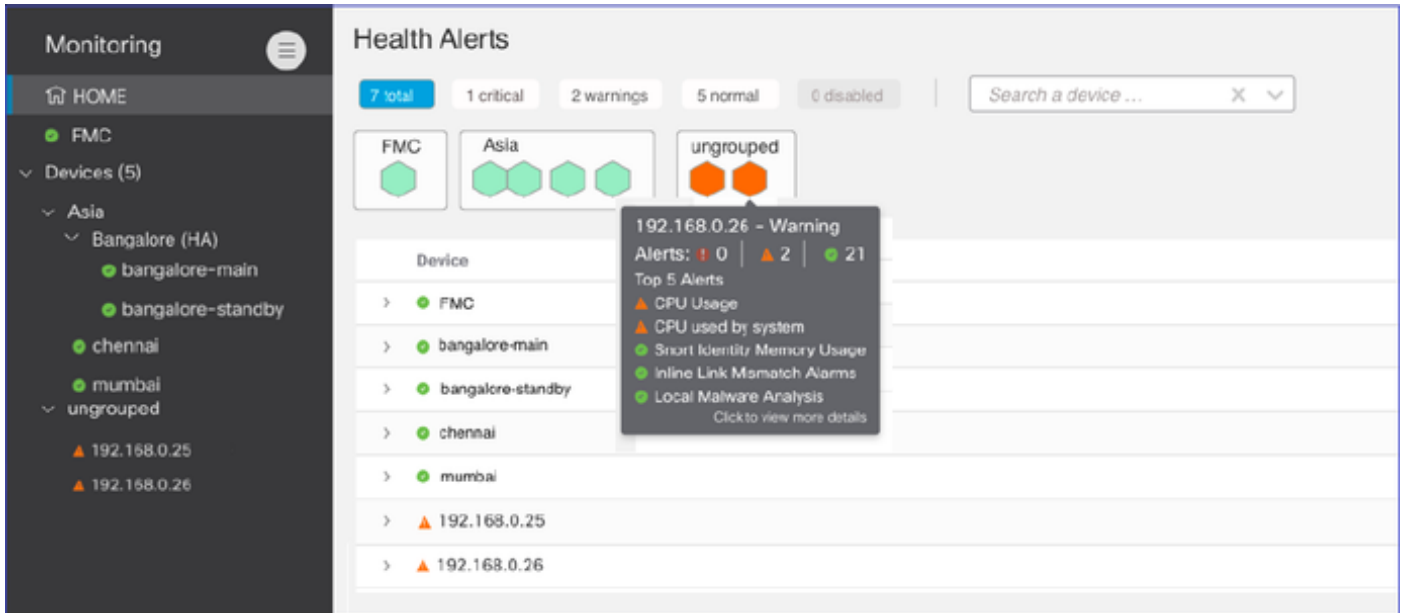 Monitoring
HOME
FMC
Devices (5)
Asia
Bangalore (HA)
bangalore-main
bangalore-standby
chennai
mumbai
ungrouped
192.168.0.25
192.168.0.26
Health Alerts
7 total 1 critical 2 warnings 5 normal 0 disabled Search a device ...
FMC Asia ungrouped
192.168.0.26 - Warning
Alerts: 0 2 21
Top 5 Alerts
CPU Usage
CPU used by system
Snort Identity Memory Usage
Inline Link Mismatch Alarms
Local Malware Analysis
Click to view more details
Device
FMC
bangalore-main
bangalore-standby
chennai
mumbai
192.168.0.25
192.168.0.26